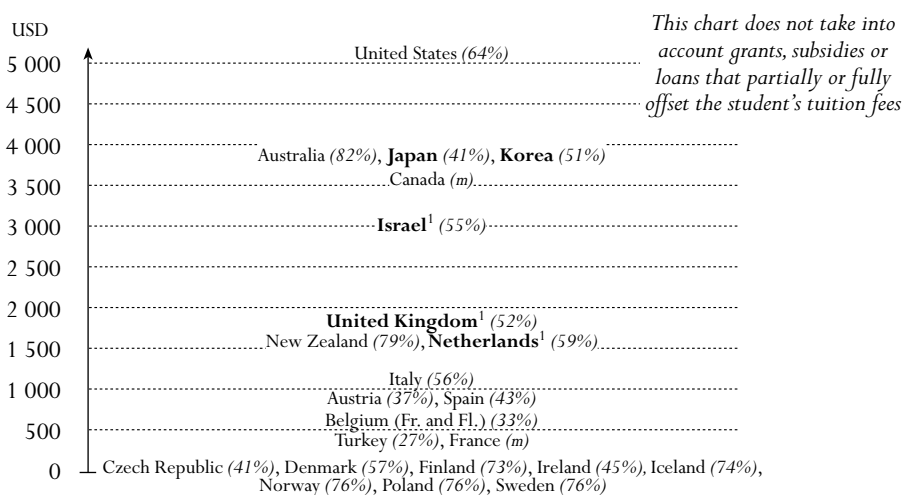 USD
This chart does not take into
account grants, subsidies or
loans that partially or fully
offset the student's tuition fees
5 000
United States (64%)
4 500
4 000
Australia (82%), Japan (41%), Korea (51%)
Canada (m)
3 500
3 000
Israel1 (55%)
2 500
2 000
United Kingdom1 (52%)
New Zealand (79%), Netherlands1 (59%)
1 500
Italy (56%)
1 000
Austria (37%), Spain (43%)
Belgium (Fr. and Fl.) (33%)
500
Turkey (27%), France (m)
0
Czech Republic (41%), Denmark (57%), Finland (73%), Ireland (45%), Iceland (74%),
Norway (76%), Poland (76%), Sweden (76%)